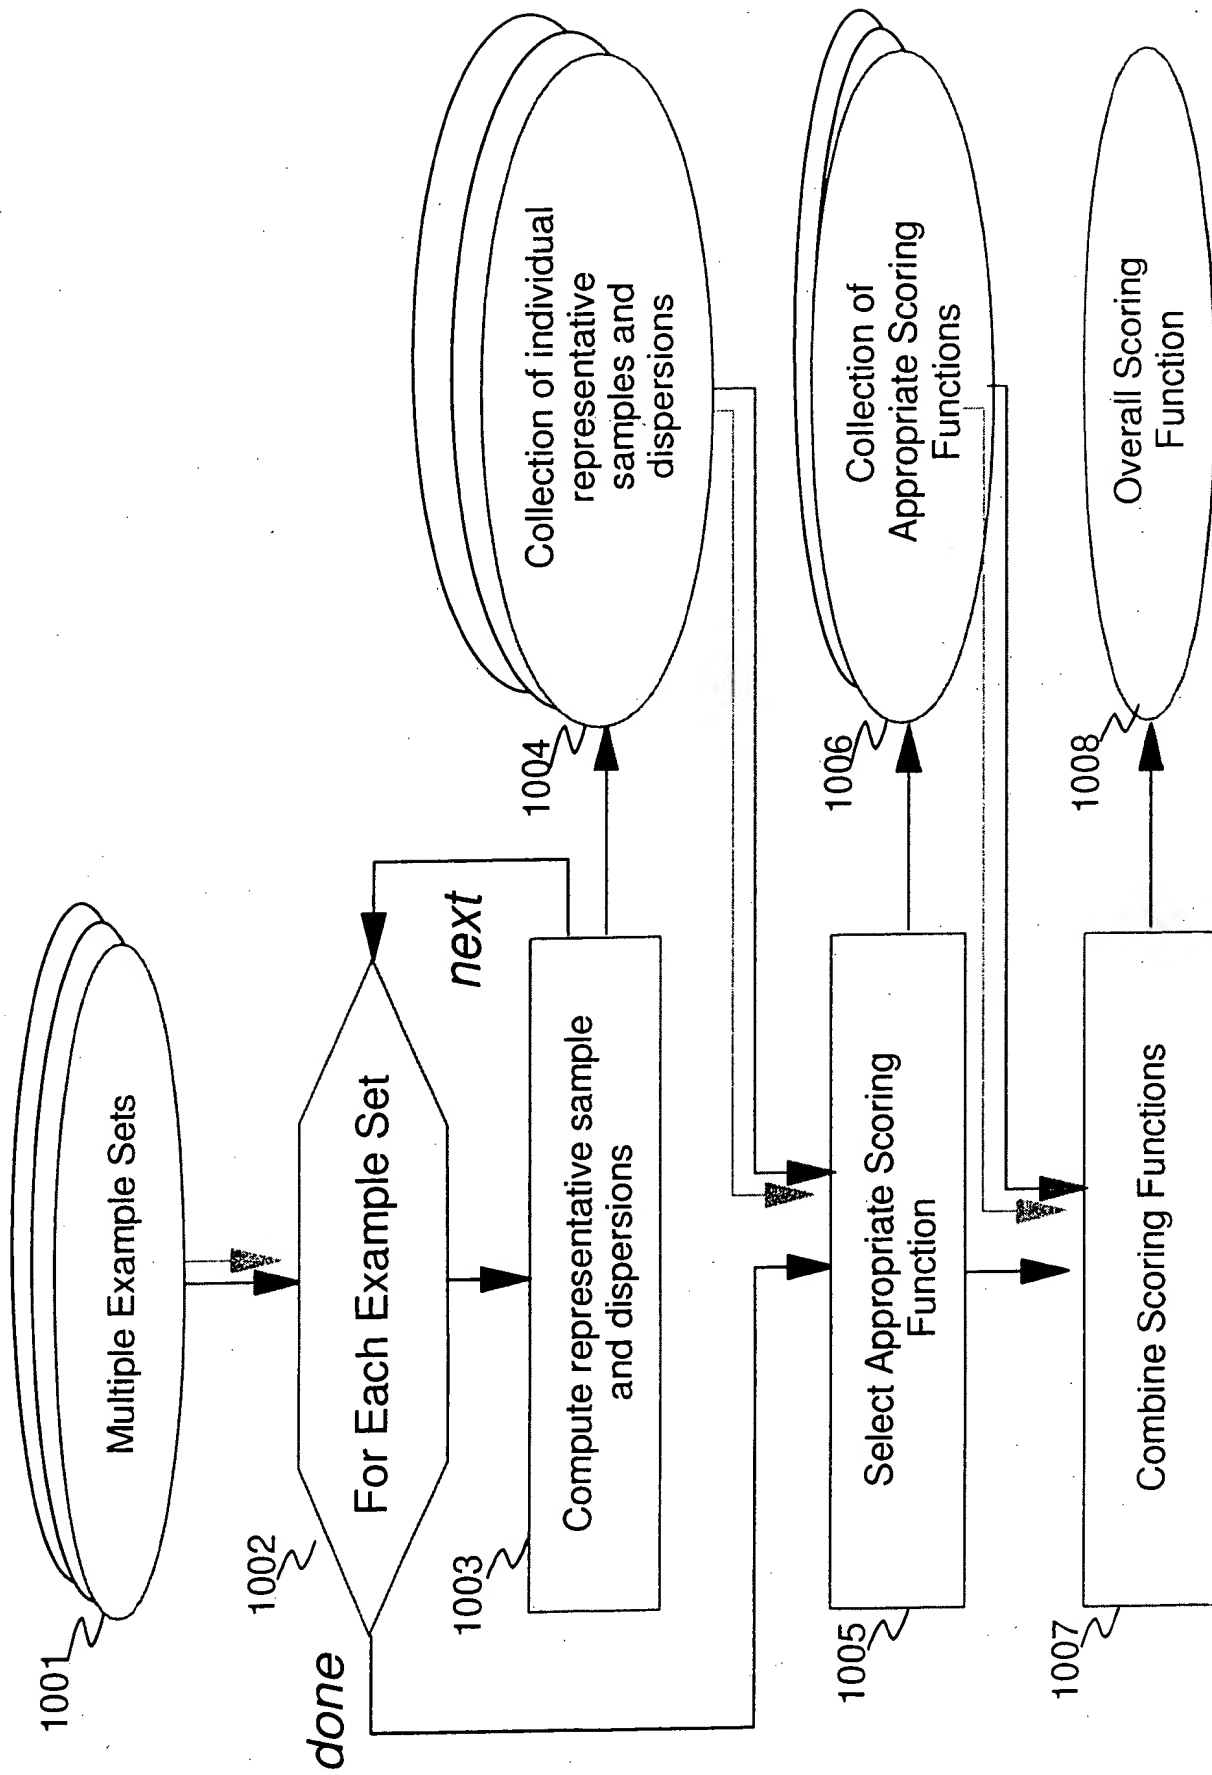 1001
Multiple Example Sets
1002
For Each Example Set
done
next
1003
Compute representative sample
and dispersions
1004
Collection of individual
representative
samples and
dispersions
1005
Select Appropriate Scoring
Function
1006
Collection of
Appropriate Scoring
Functions
1007
Combine Scoring Functions
1008
Overall Scoring
Function